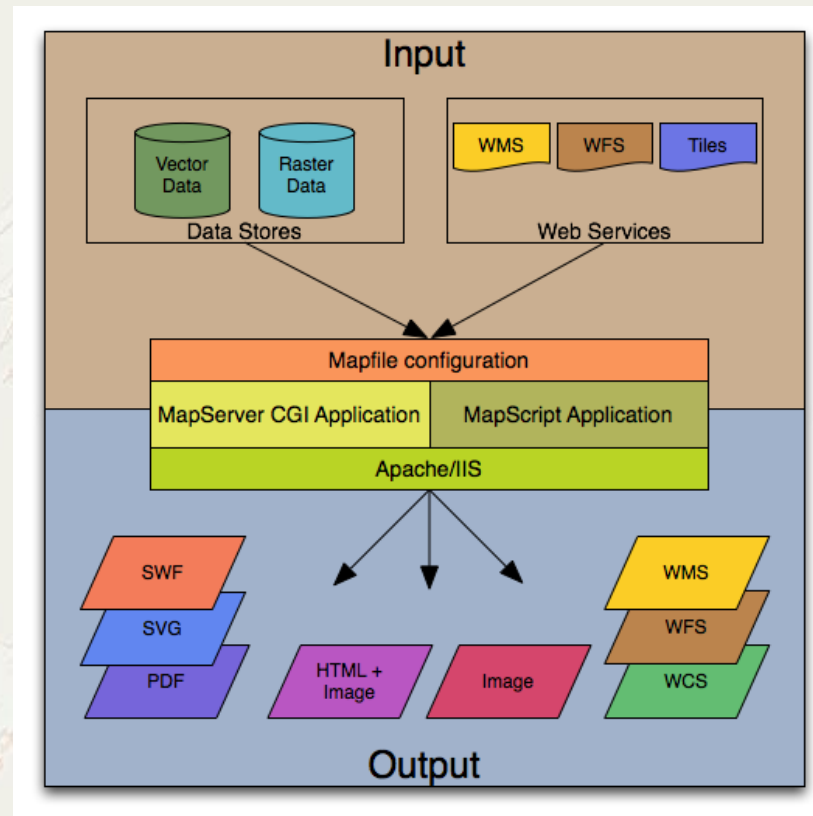 Input
Vector
Data
Raster
Data
Data Stores
WMS
WFS
Tiles
Web Services
Mapfile configuration
MapServer CGI Application
MapScript Application
Apache/IIS
SWF
SVG
PDF
HTML +
Image
Image
WMS
WFS
WCS
Output